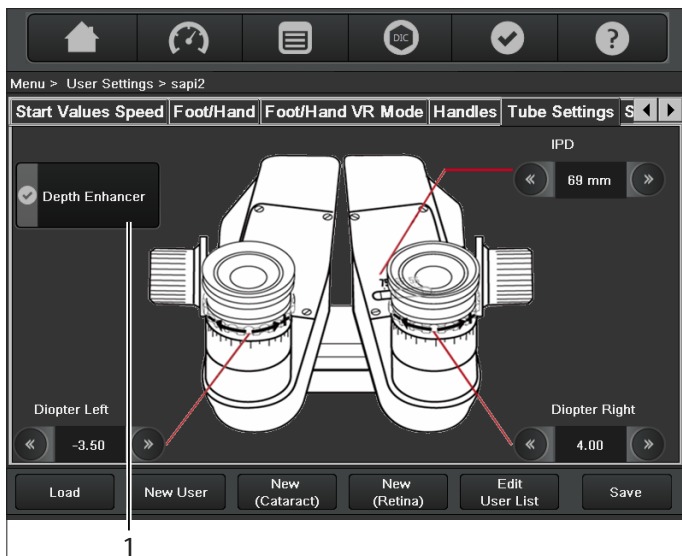 DIC
?
Menu > User Settings > sapi2
Start Values Speed Foot/Hand Foot/Hand VR Mode Handles Tube Settings S
IPD
69 mm
Depth Enhancer
Diopter Left
-3.50
Diopter Right
4.00
Load
New User
New
(Cataract)
New
(Retina)
Edit
User List
Save
1